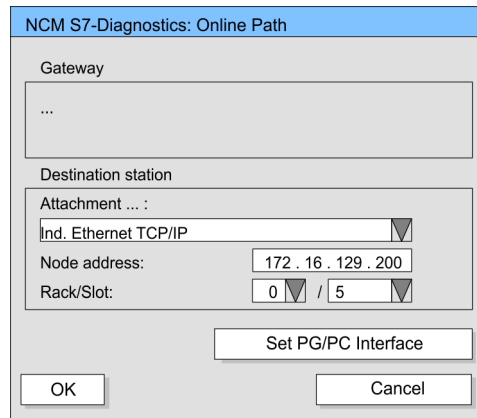 NCM S7-Diagnostics: Online Path
Gateway
...
Destination station
Attachment ... :
Ind. Ethernet TCP/IP
Node address: 172 . 16 . 129 . 200
Rack/Slot: 0 / 5
Set PG/PC Interface
OK Cancel